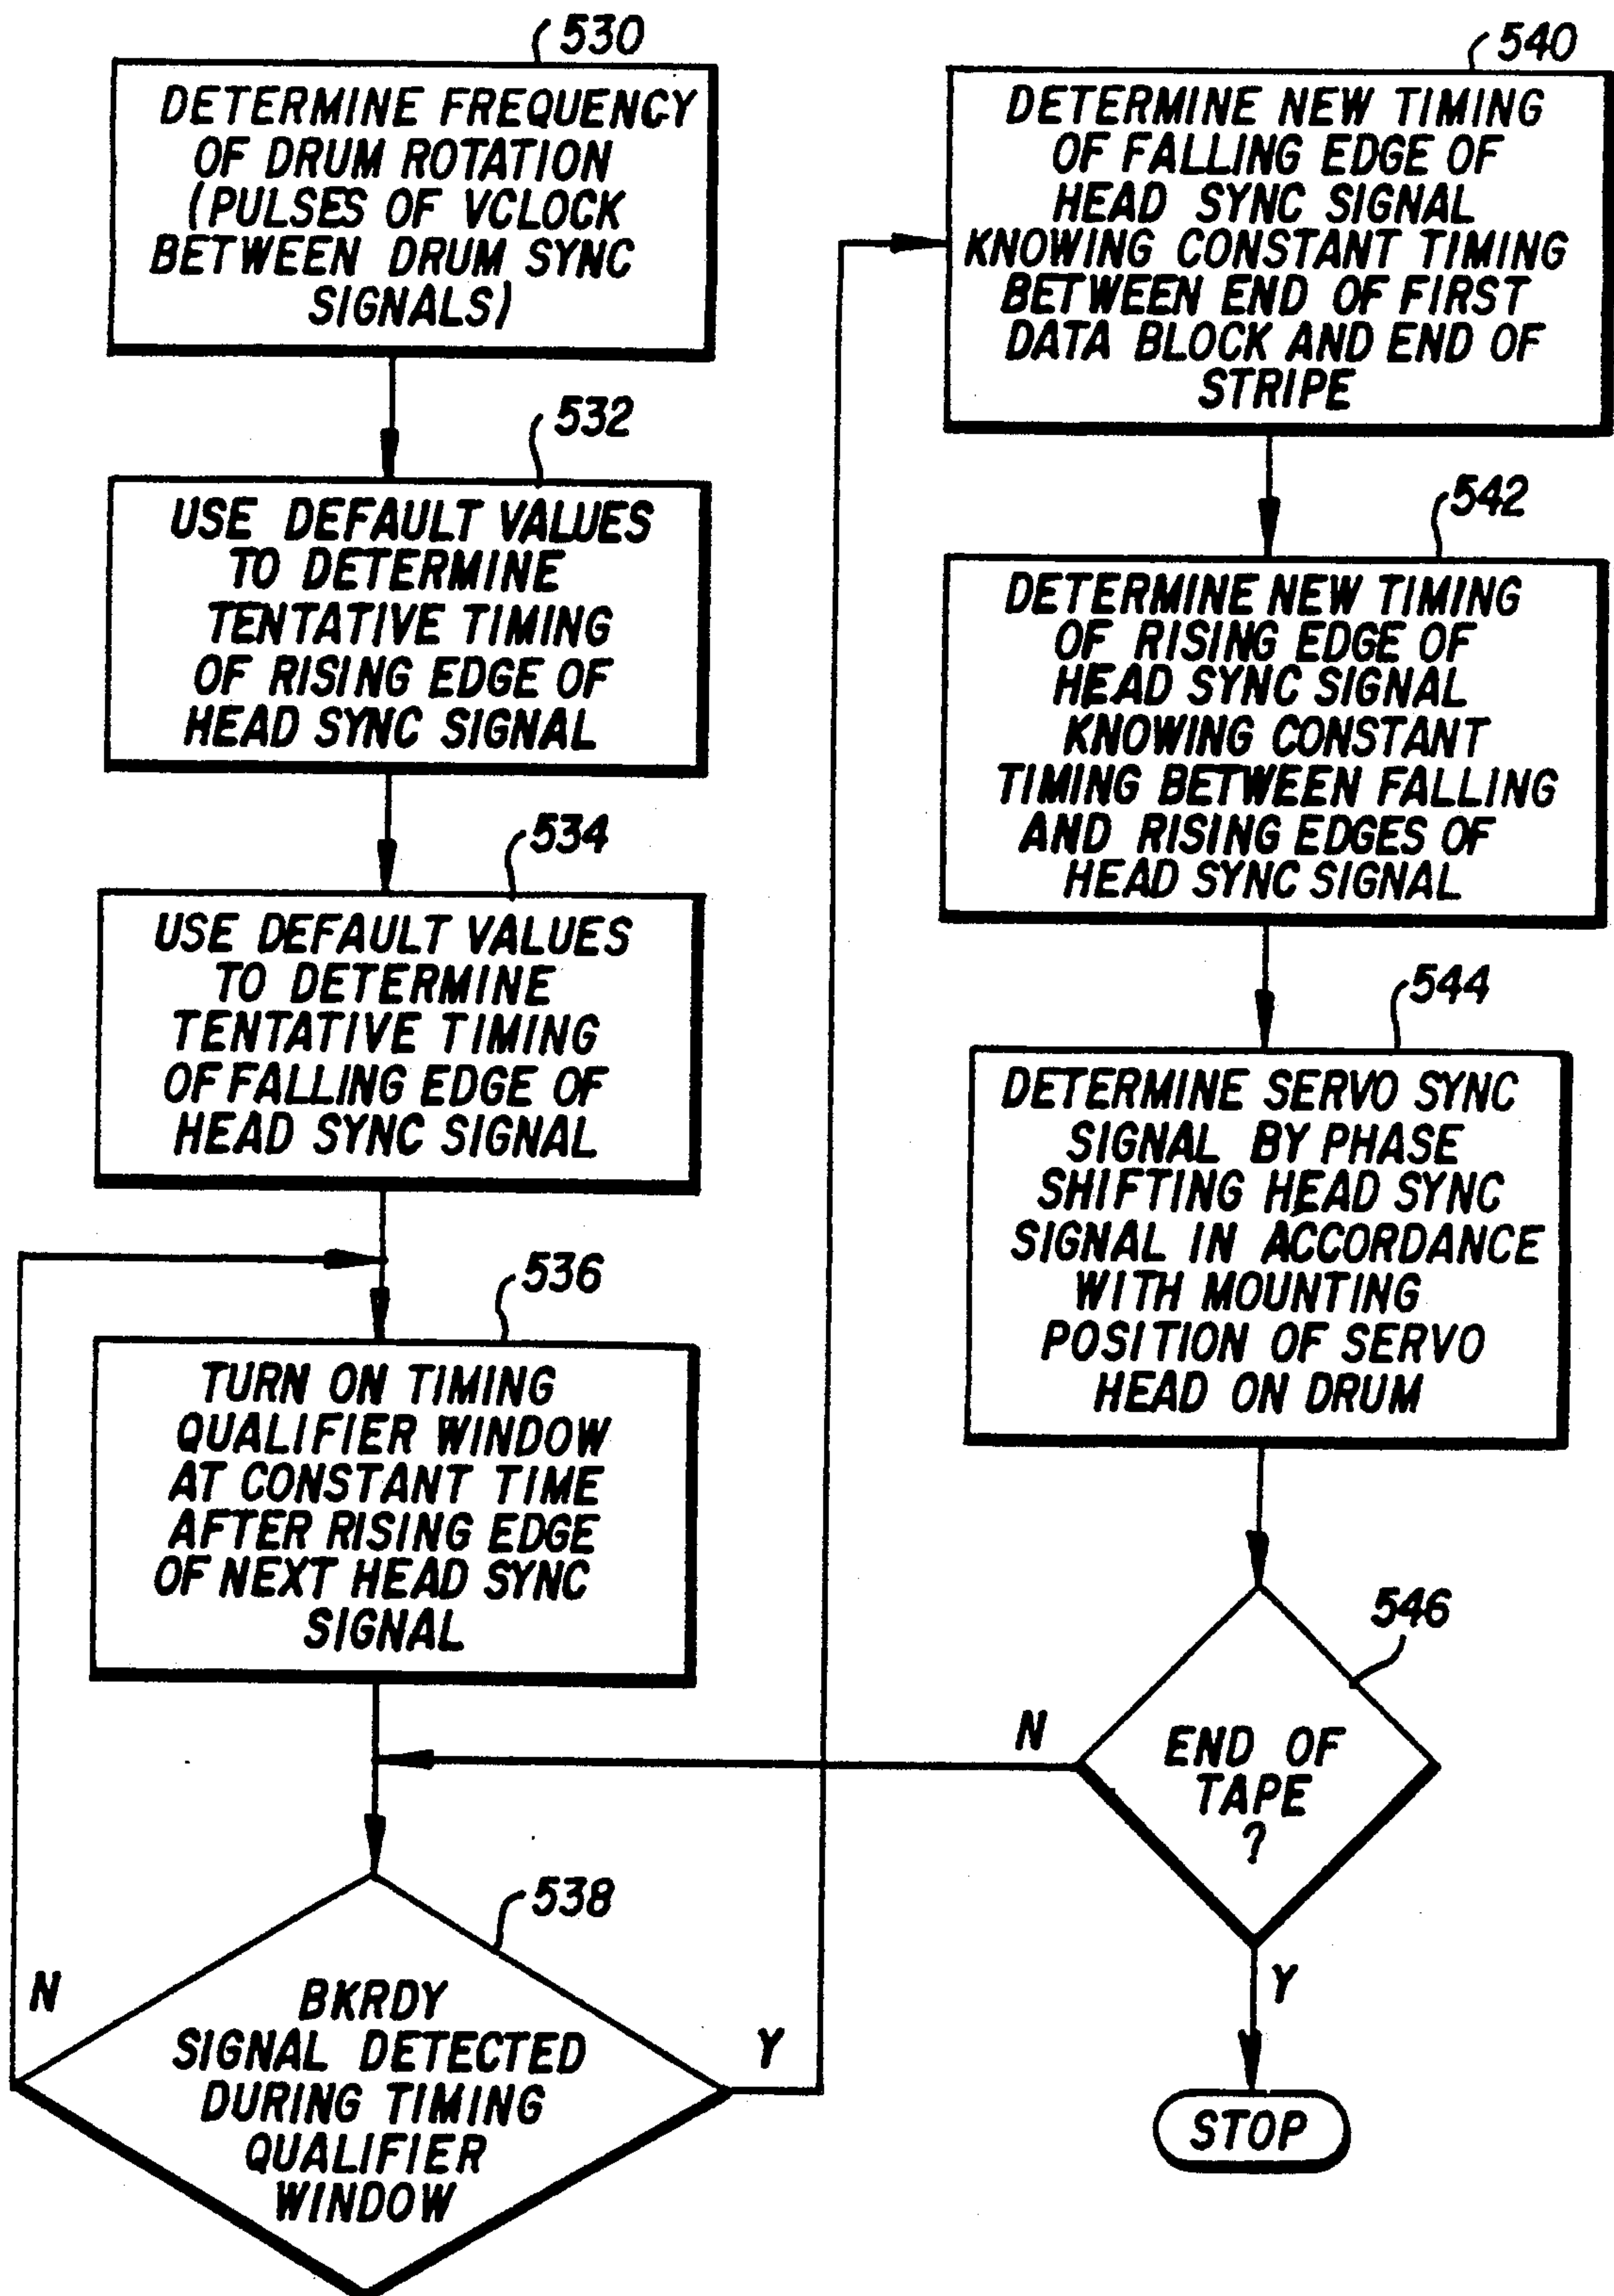 530
DETERMINE FREQUENCY
OF DRUM ROTATION
(PULSES OF VCLOCK
BETWEEN DRUM SYNC
SIGNALS)
532
USE DEFAULT VALUES
TO DETERMINE
TENTATIVE TIMING
OF RISING EDGE OF
HEAD SYNC SIGNAL
534
USE DEFAULT VALUES
TO DETERMINE
TENTATIVE TIMING
OF FALLING EDGE OF
HEAD SYNC SIGNAL
536
TURN ON TIMING
QUALIFIER WINDOW
AT CONSTANT TIME
AFTER RISING EDGE
OF NEXT HEAD SYNC
SIGNAL
538
N
BKRDY
SIGNAL DETECTED
DURING TIMING
QUALIFIER
WINDOW
Y
540
DETERMINE NEW TIMING
OF FALLING EDGE OF
HEAD SYNC SIGNAL
KNOWING CONSTANT TIMING
BETWEEN END OF FIRST
DATA BLOCK AND END OF
STRIPE
542
DETERMINE NEW TIMING
OF RISING EDGE OF
HEAD SYNC SIGNAL
KNOWING CONSTANT
TIMING BETWEEN FALLING
AND RISING EDGES OF
HEAD SYNC SIGNAL
544
DETERMINE SERVO SYNC
SIGNAL BY PHASE
SHIFTING HEAD SYNC
SIGNAL IN ACCORDANCE
WITH MOUNTING
POSITION OF SERVO
HEAD ON DRUM
546
N
END OF
TAPE
?
Y
STOP